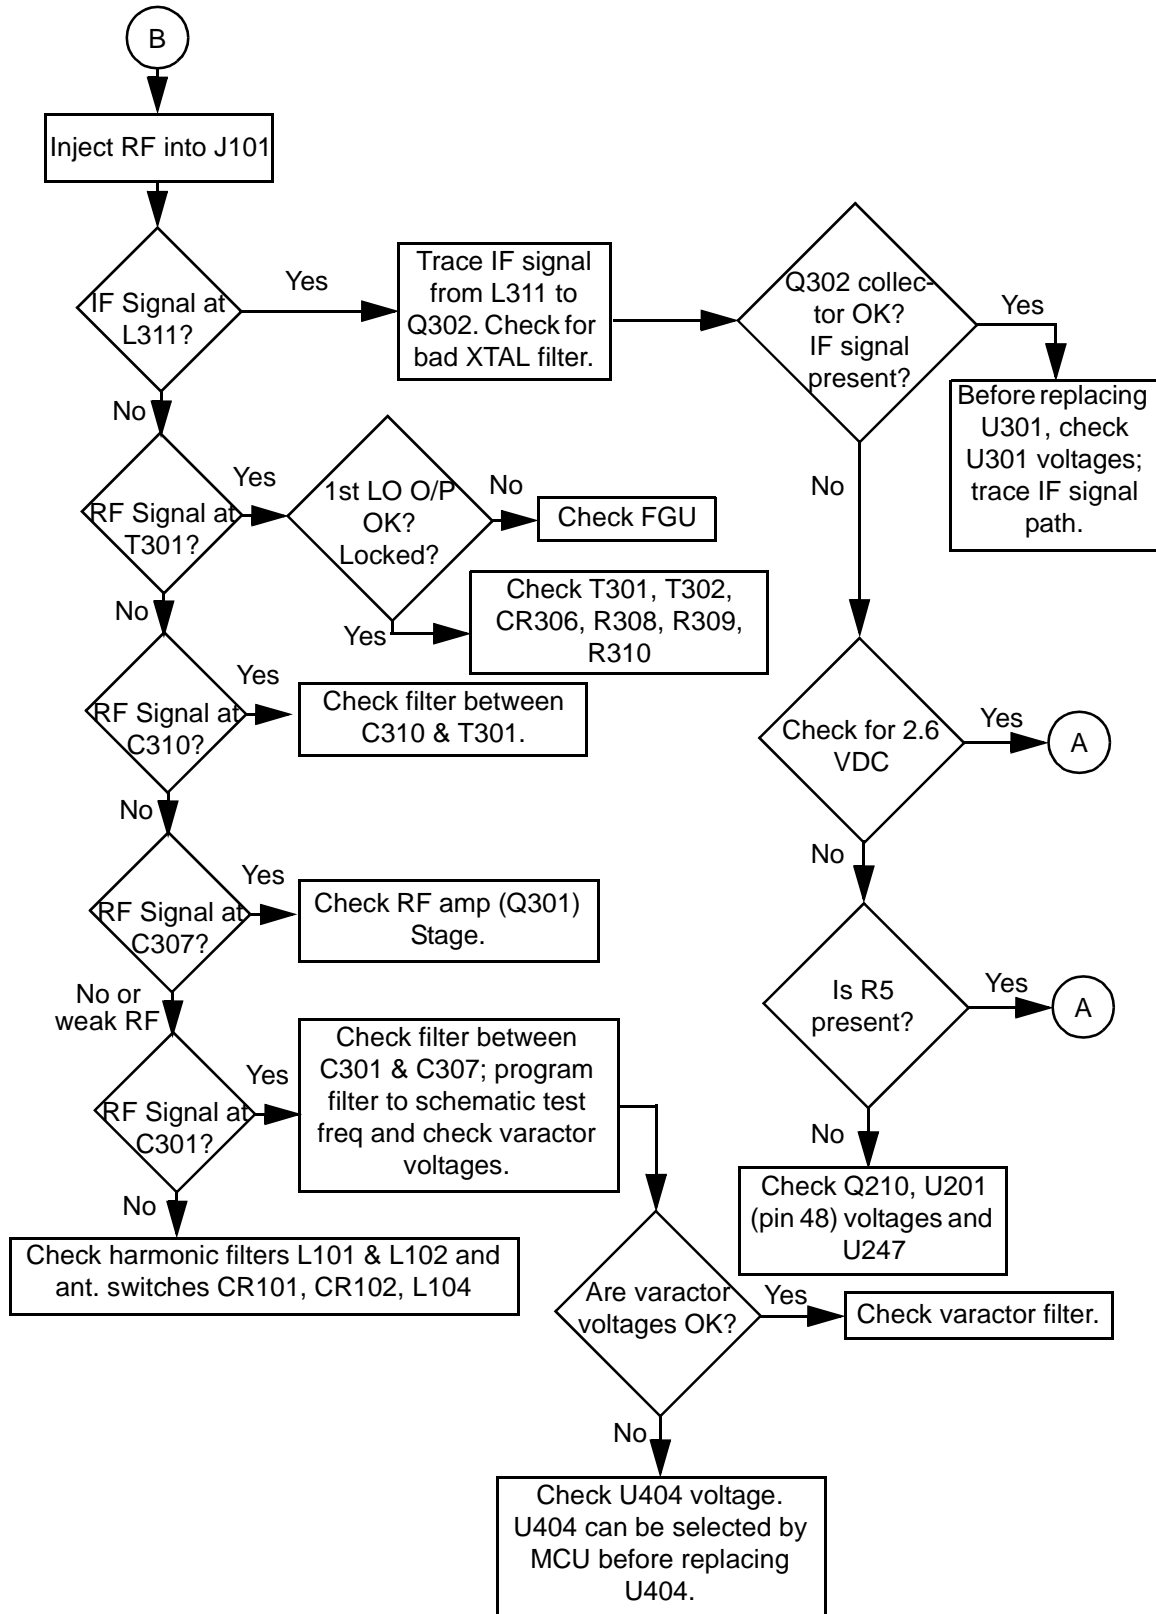 B
Inject RF into J101
IF Signal at
L311?
Yes
No
Trace IF signal
from L311 to
Q302. Check for
bad XTAL filter.
Q302 collec-
tor OK?
IF signal
present?
Yes
No
Before replacing
U301, check
U301 voltages;
trace IF signal
path.
RF Signal at
T301?
Yes
No
1st LO O/P
OK?
Locked?
No
Check FGU
Yes
Check T301, T302,
CR306, R308, R309,
R310
RF Signal at
C310?
Yes
No
Check filter between
C310 & T301.
Check for 2.6
VDC
Yes
A
No
RF Signal at
C307?
Yes
Check RF amp (Q301)
Stage.
No or
weak RF
Is R5
present?
Yes
A
No
Check Q210, U201
(pin 48) voltages and
U247
RF Signal at
C301?
Yes
No
Check filter between
C301 & C307; program
filter to schematic test
freq and check varactor
voltages.
Check harmonic filters L101 & L102 and
ant. switches CR101, CR102, L104
Are varactor
voltages OK?
Yes
Check varactor filter.
No
Check U404 voltage.
U404 can be selected by
MCU before replacing
U404.